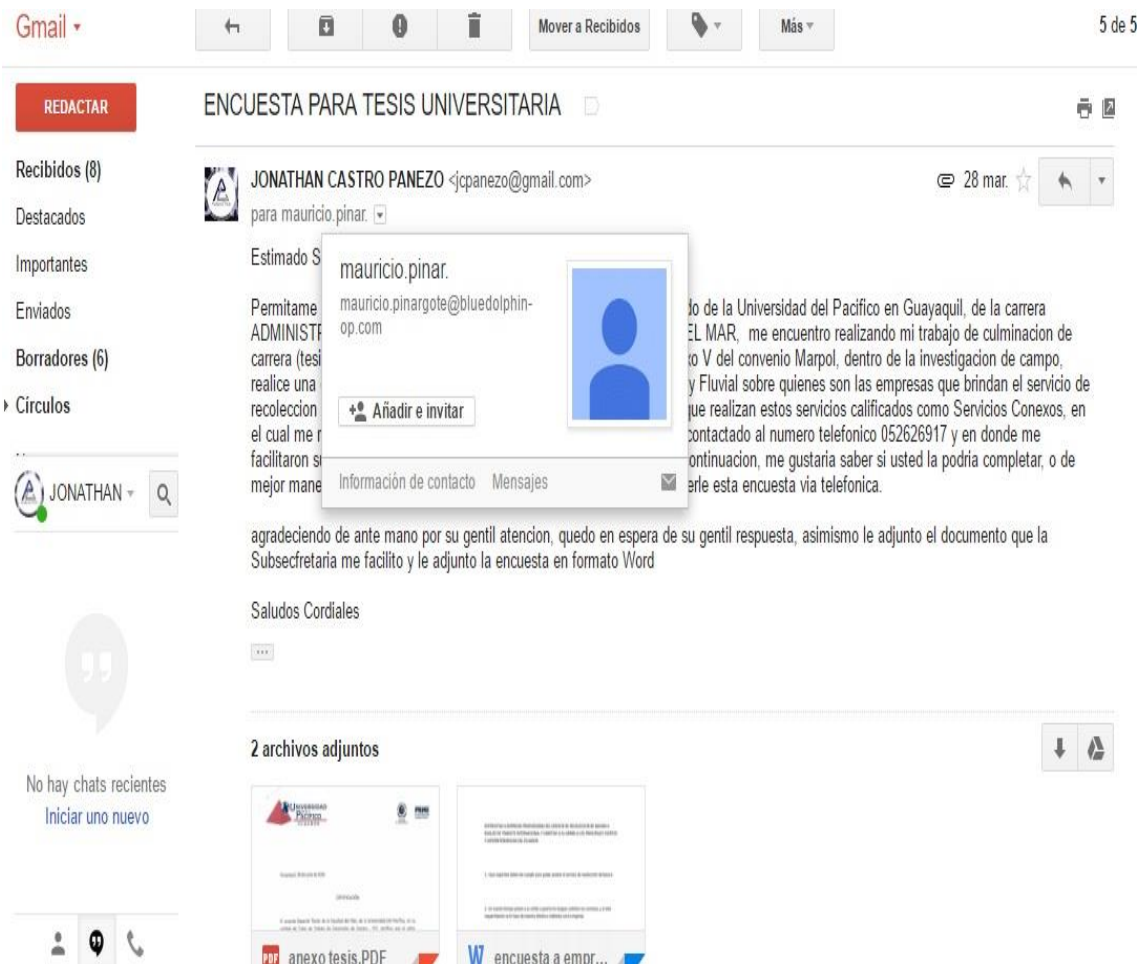 Gmail
Mover a Recibidos
Más
5 de 5
REDACTAR
Recibidos (8)
Destacados
Importantes
Enviados
Borradores (6)
Círculos
JONATHAN
No hay chats recientes
Iniciar uno nuevo
ENCUESTA PARA TESIS UNIVERSITARIA
JONATHAN CASTRO PANEZO <jcpanezo@gmail.com>
28 mar.
para mauricio.pinar.
Estimado S
mauricio.pinar.
mauricio.pinargote@bluedolphin-
op.com
Añadir e invitar
Información de contacto Mensajes
Permitame do de la Universidad del Pacifico en Guayaquil, de la carrera
ADMINISTR EL MAR, me encuentro realizando mi trabajo de culminacion de
carrera (tesi o V del convenio Marpol, dentro de la investigacion de campo,
realice una y Fluvial sobre quienes son las empresas que brindan el servicio de
recoleccion que realizan estos servicios calificados como Servicios Conexos, en
el cual me r contactado al numero telefonico 052626917 y en donde me
facilitaron su ontinuacion, me gustaria saber si usted la podria completar, o de
mejor mane erle esta encuesta via telefonica.
agradeciendo de ante mano por su gentil atencion, quedo en espera de su gentil respuesta, asimismo le adjunto el documento que la
Subsecfretaria me facilito y le adjunto la encuesta en formato Word
Saludos Cordiales
2 archivos adjuntos
UNIVERSIDAD
PACIFICO
PDF anexo tesis.PDF
W encuesta a empr...